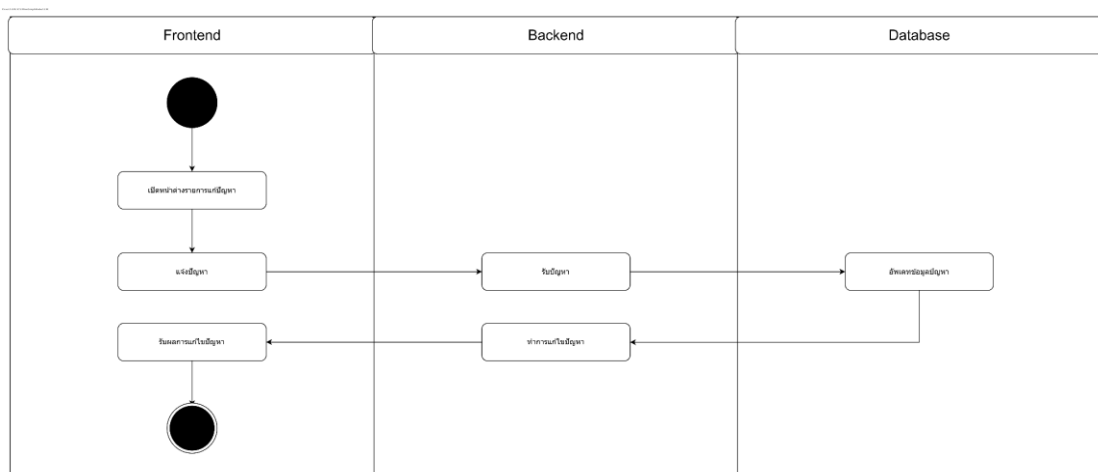 Frontend
Backend
Database
เปิดหน้าต่างรายการแก้ปัญหา
แจ้งปัญหา
รับปัญหา
อัพเดทข้อมูลปัญหา
รับผลการแก้ไขปัญหา
ทำการแก้ไขปัญหา